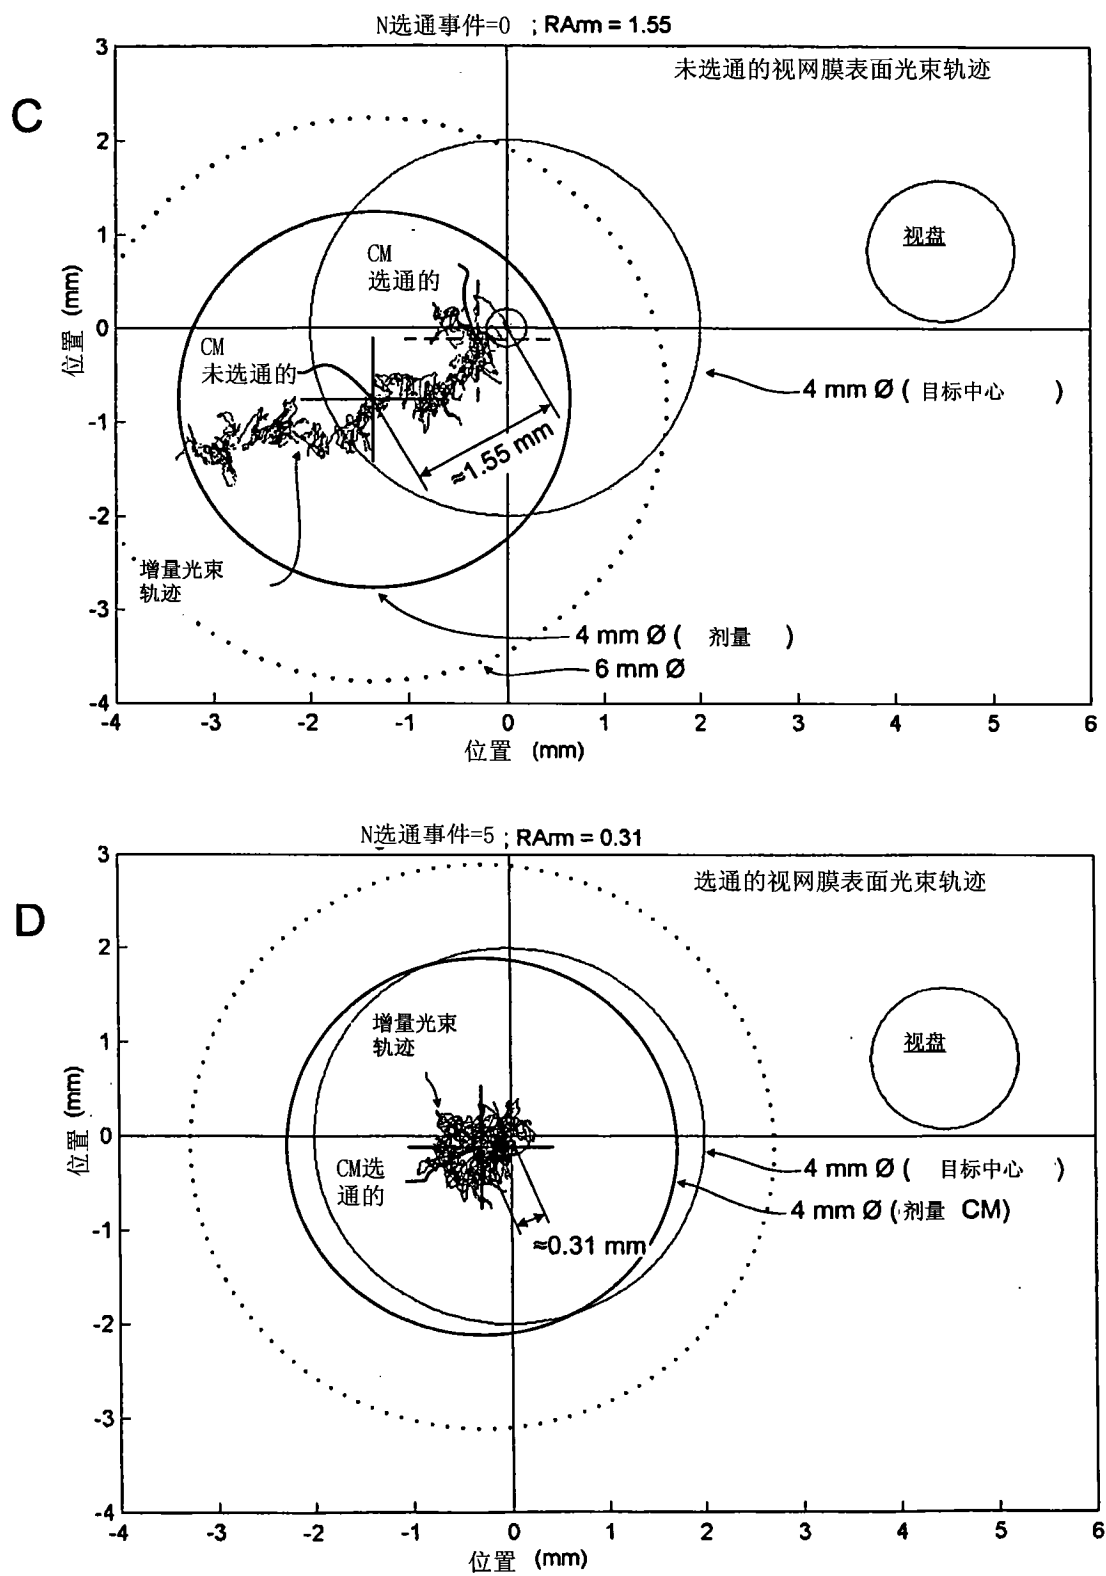 N选通事件=0 ; RArm = 1.55
C
未选通的视网膜表面光束轨迹
3
2
1
0
-1
-2
-3
-4
位置 (mm)
视盘
CM
选通的
CM
未选通的
4 mm Ø ( 目标中心 )
≈1.55 mm
增量光束
轨迹
4 mm Ø ( 剂量 )
6 mm Ø
-4 -3 -2 -1 0 1 2 3 4 5 6
位置 (mm)
N选通事件=5 ; RArm = 0.31
D
选通的视网膜表面光束轨迹
3
2
1
0
-1
-2
-3
-4
位置 (mm)
视盘
增量光束
轨迹
CM选
通的
4 mm Ø ( 目标中心 )
4 mm Ø (剂量 CM)
≈0.31 mm
-4 -3 -2 -1 0 1 2 3 4 5 6
位置 (mm)